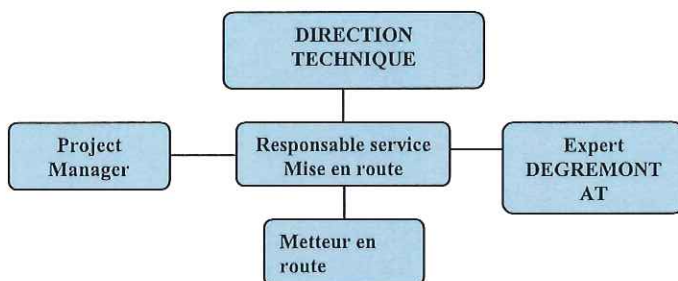 DIRECTION
TECHNIQUE
Project
Manager
Responsable service
Mise en route
Expert
DEGREMONT
AT
Metteur en
route